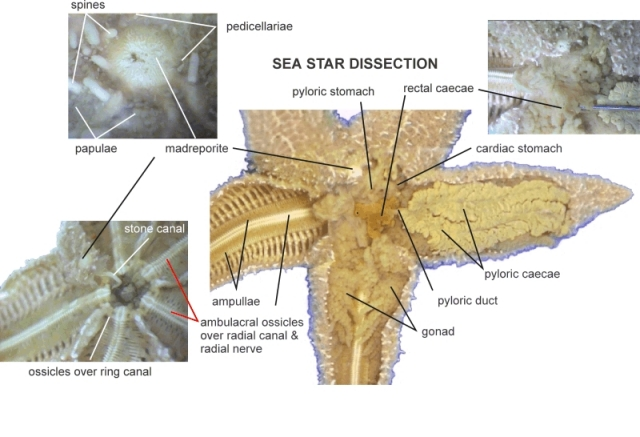 spines
pedicellariae
SEA STAR DISSECTION
pyloric stomach
rectal caecae
papulae
madreporite
cardiac stomach
stone canal
pyloric caecae
ampullae
pyloric duct
ambulacral ossicles
over radial canal &
radial nerve
gonad
ossicles over ring canal